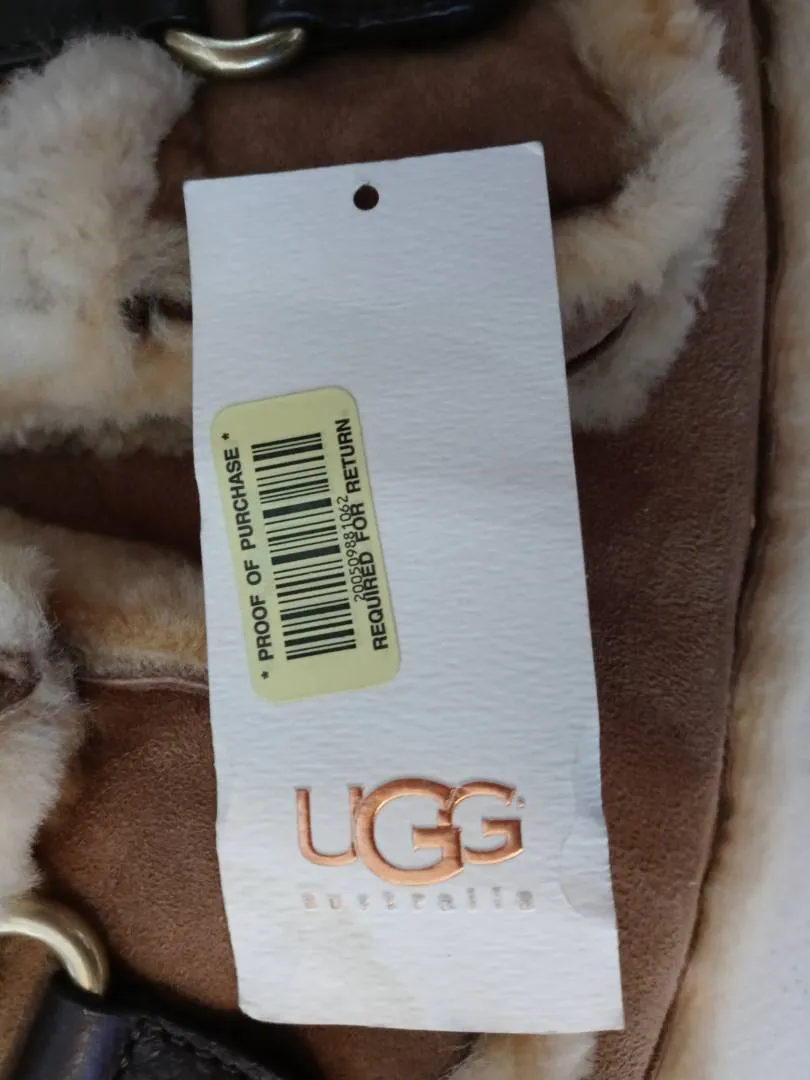 * PROOF OF PURCHASE *
200509881062
REQUIRED FOR RETURN
UGG
AUSTRALIA